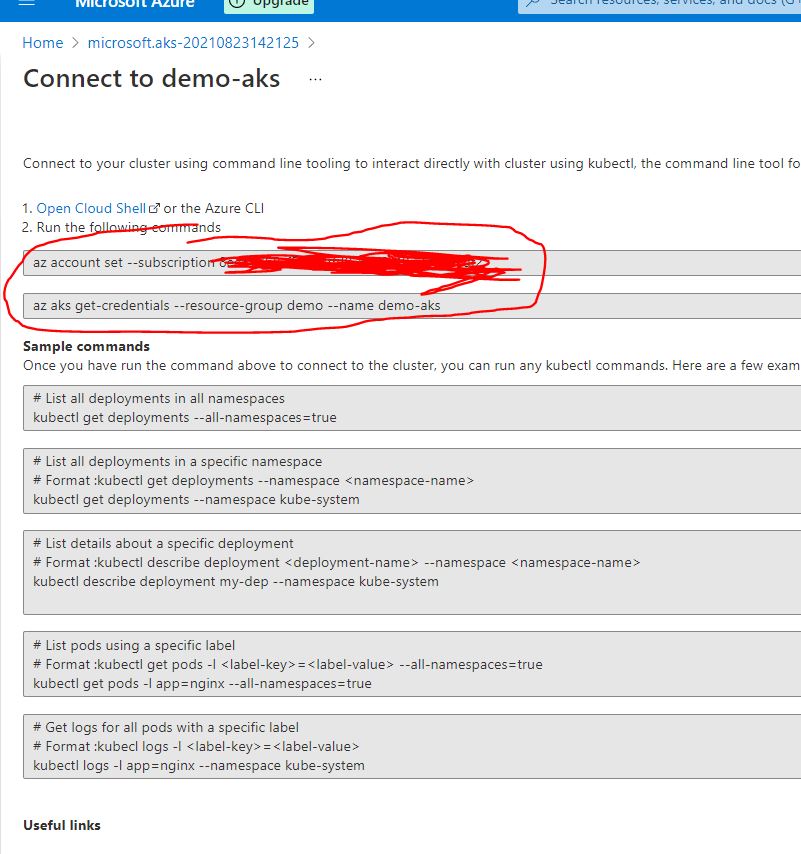 Microsoft Azure
Upgrade
Search resources, services, and docs (G+
Home > microsoft.aks-20210823142125 >
Connect to demo-aks ...
Connect to your cluster using command line tooling to interact directly with cluster using kubectl, the command line tool fo
1. Open Cloud Shell or the Azure CLI
2. Run the following commands
az account set --subscription
az aks get-credentials --resource-group demo --name demo-aks
Sample commands
Once you have run the command above to connect to the cluster, you can run any kubectl commands. Here are a few exam
# List all deployments in all namespaces
kubectl get deployments --all-namespaces=true
# List all deployments in a specific namespace
# Format :kubectl get deployments --namespace <namespace-name>
kubectl get deployments --namespace kube-system
# List details about a specific deployment
# Format :kubectl describe deployment <deployment-name> --namespace <namespace-name>
kubectl describe deployment my-dep --namespace kube-system
# List pods using a specific label
# Format :kubectl get pods -l <label-key>=<label-value> --all-namespaces=true
kubectl get pods -l app=nginx --all-namespaces=true
# Get logs for all pods with a specific label
# Format :kubecl logs -l <label-key>=<label-value>
kubectl logs -l app=nginx --namespace kube-system
Useful links